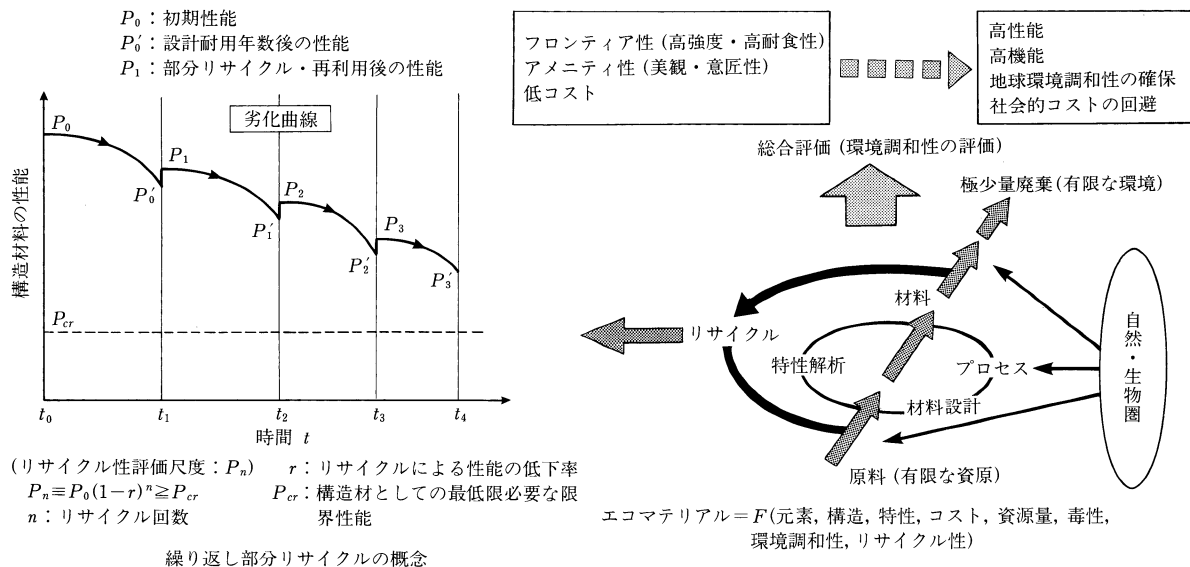 P₀：初期性能
P₀′：設計耐用年数後の性能
P₁：部分リサイクル・再利用後の性能
劣化曲線
構造材料の性能
P₀
P₀′
P₁
P₁′
P₂
P₂′
P₃
P₃′
Pcr
t₀
t₁
t₂
t₃
t₄
時間 t
(リサイクル性評価尺度：Pₙ)
Pₙ≡P₀(1−r)ⁿ≧Pcr
n：リサイクル回数
r：リサイクルによる性能の低下率
Pcr：構造材としての最低限必要な限
界性能
繰り返し部分リサイクルの概念
フロンティア性 (高強度・高耐食性)
アメニティ性 (美観・意匠性)
低コスト
高性能
高機能
地球環境調和性の確保
社会的コストの回避
総合評価 (環境調和性の評価)
極少量廃棄 (有限な環境)
材料
リサイクル
特性解析
プロセス
材料設計
自然・生物圏
原料 (有限な資原)
エコマテリアル＝F(元素, 構造, 特性, コスト, 資源量, 毒性,
環境調和性, リサイクル性)